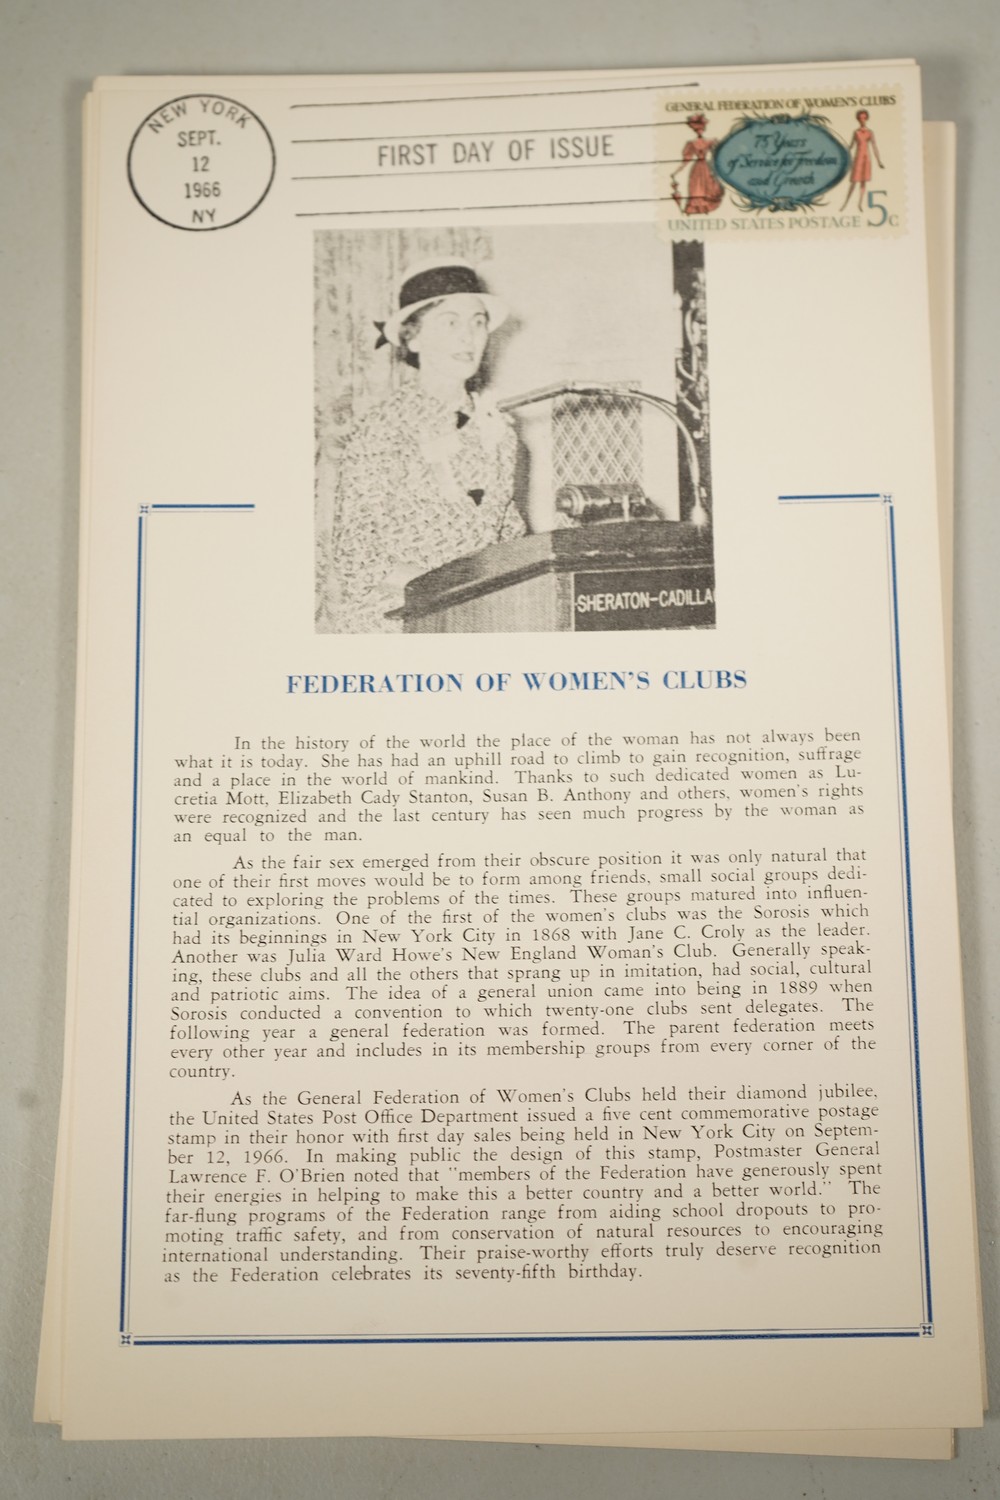 NEW YORK
SEPT.
12
1966
NY
FIRST DAY OF ISSUE
GENERAL FEDERATION OF WOMEN'S CLUBS
75 Years
of Service for Freedom
and Growth
UNITED STATES POSTAGE 5c
SHERATON-CADILLA
FEDERATION OF WOMEN'S CLUBS
In the history of the world the place of the woman has not always been
what it is today. She has had an uphill road to climb to gain recognition, suffrage
and a place in the world of mankind. Thanks to such dedicated women as Lu-
cretia Mott, Elizabeth Cady Stanton, Susan B. Anthony and others, women's rights
were recognized and the last century has seen much progress by the woman as
an equal to the man.
As the fair sex emerged from their obscure position it was only natural that
one of their first moves would be to form among friends, small social groups dedi-
cated to exploring the problems of the times. These groups matured into influen-
tial organizations. One of the first of the women's clubs was the Sorosis which
had its beginnings in New York City in 1868 with Jane C. Croly as the leader.
Another was Julia Ward Howe's New England Woman's Club. Generally speak-
ing, these clubs and all the others that sprang up in imitation, had social, cultural
and patriotic aims. The idea of a general union came into being in 1889 when
Sorosis conducted a convention to which twenty-one clubs sent delegates. The
following year a general federation was formed. The parent federation meets
every other year and includes in its membership groups from every corner of the
country.
As the General Federation of Women's Clubs held their diamond jubilee,
the United States Post Office Department issued a five cent commemorative postage
stamp in their honor with first day sales being held in New York City on Septem-
ber 12, 1966. In making public the design of this stamp, Postmaster General
Lawrence F. O'Brien noted that "members of the Federation have generously spent
their energies in helping to make this a better country and a better world." The
far-flung programs of the Federation range from aiding school dropouts to pro-
moting traffic safety, and from conservation of natural resources to encouraging
international understanding. Their praise-worthy efforts truly deserve recognition
as the Federation celebrates its seventy-fifth birthday.